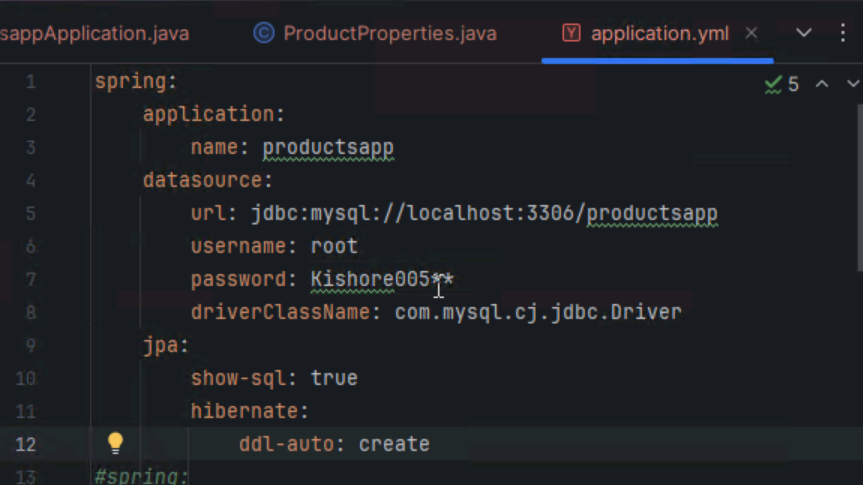 sappApplication.java ProductProperties.java application.yml
5
1 spring:
2 application:
3 name: productsapp
4 datasource:
5 url: jdbc:mysql://localhost:3306/productsapp
6 username: root
7 password: Kishore005**
8 driverClassName: com.mysql.cj.jdbc.Driver
9 jpa:
10 show-sql: true
11 hibernate:
12 ddl-auto: create
13 #spring: